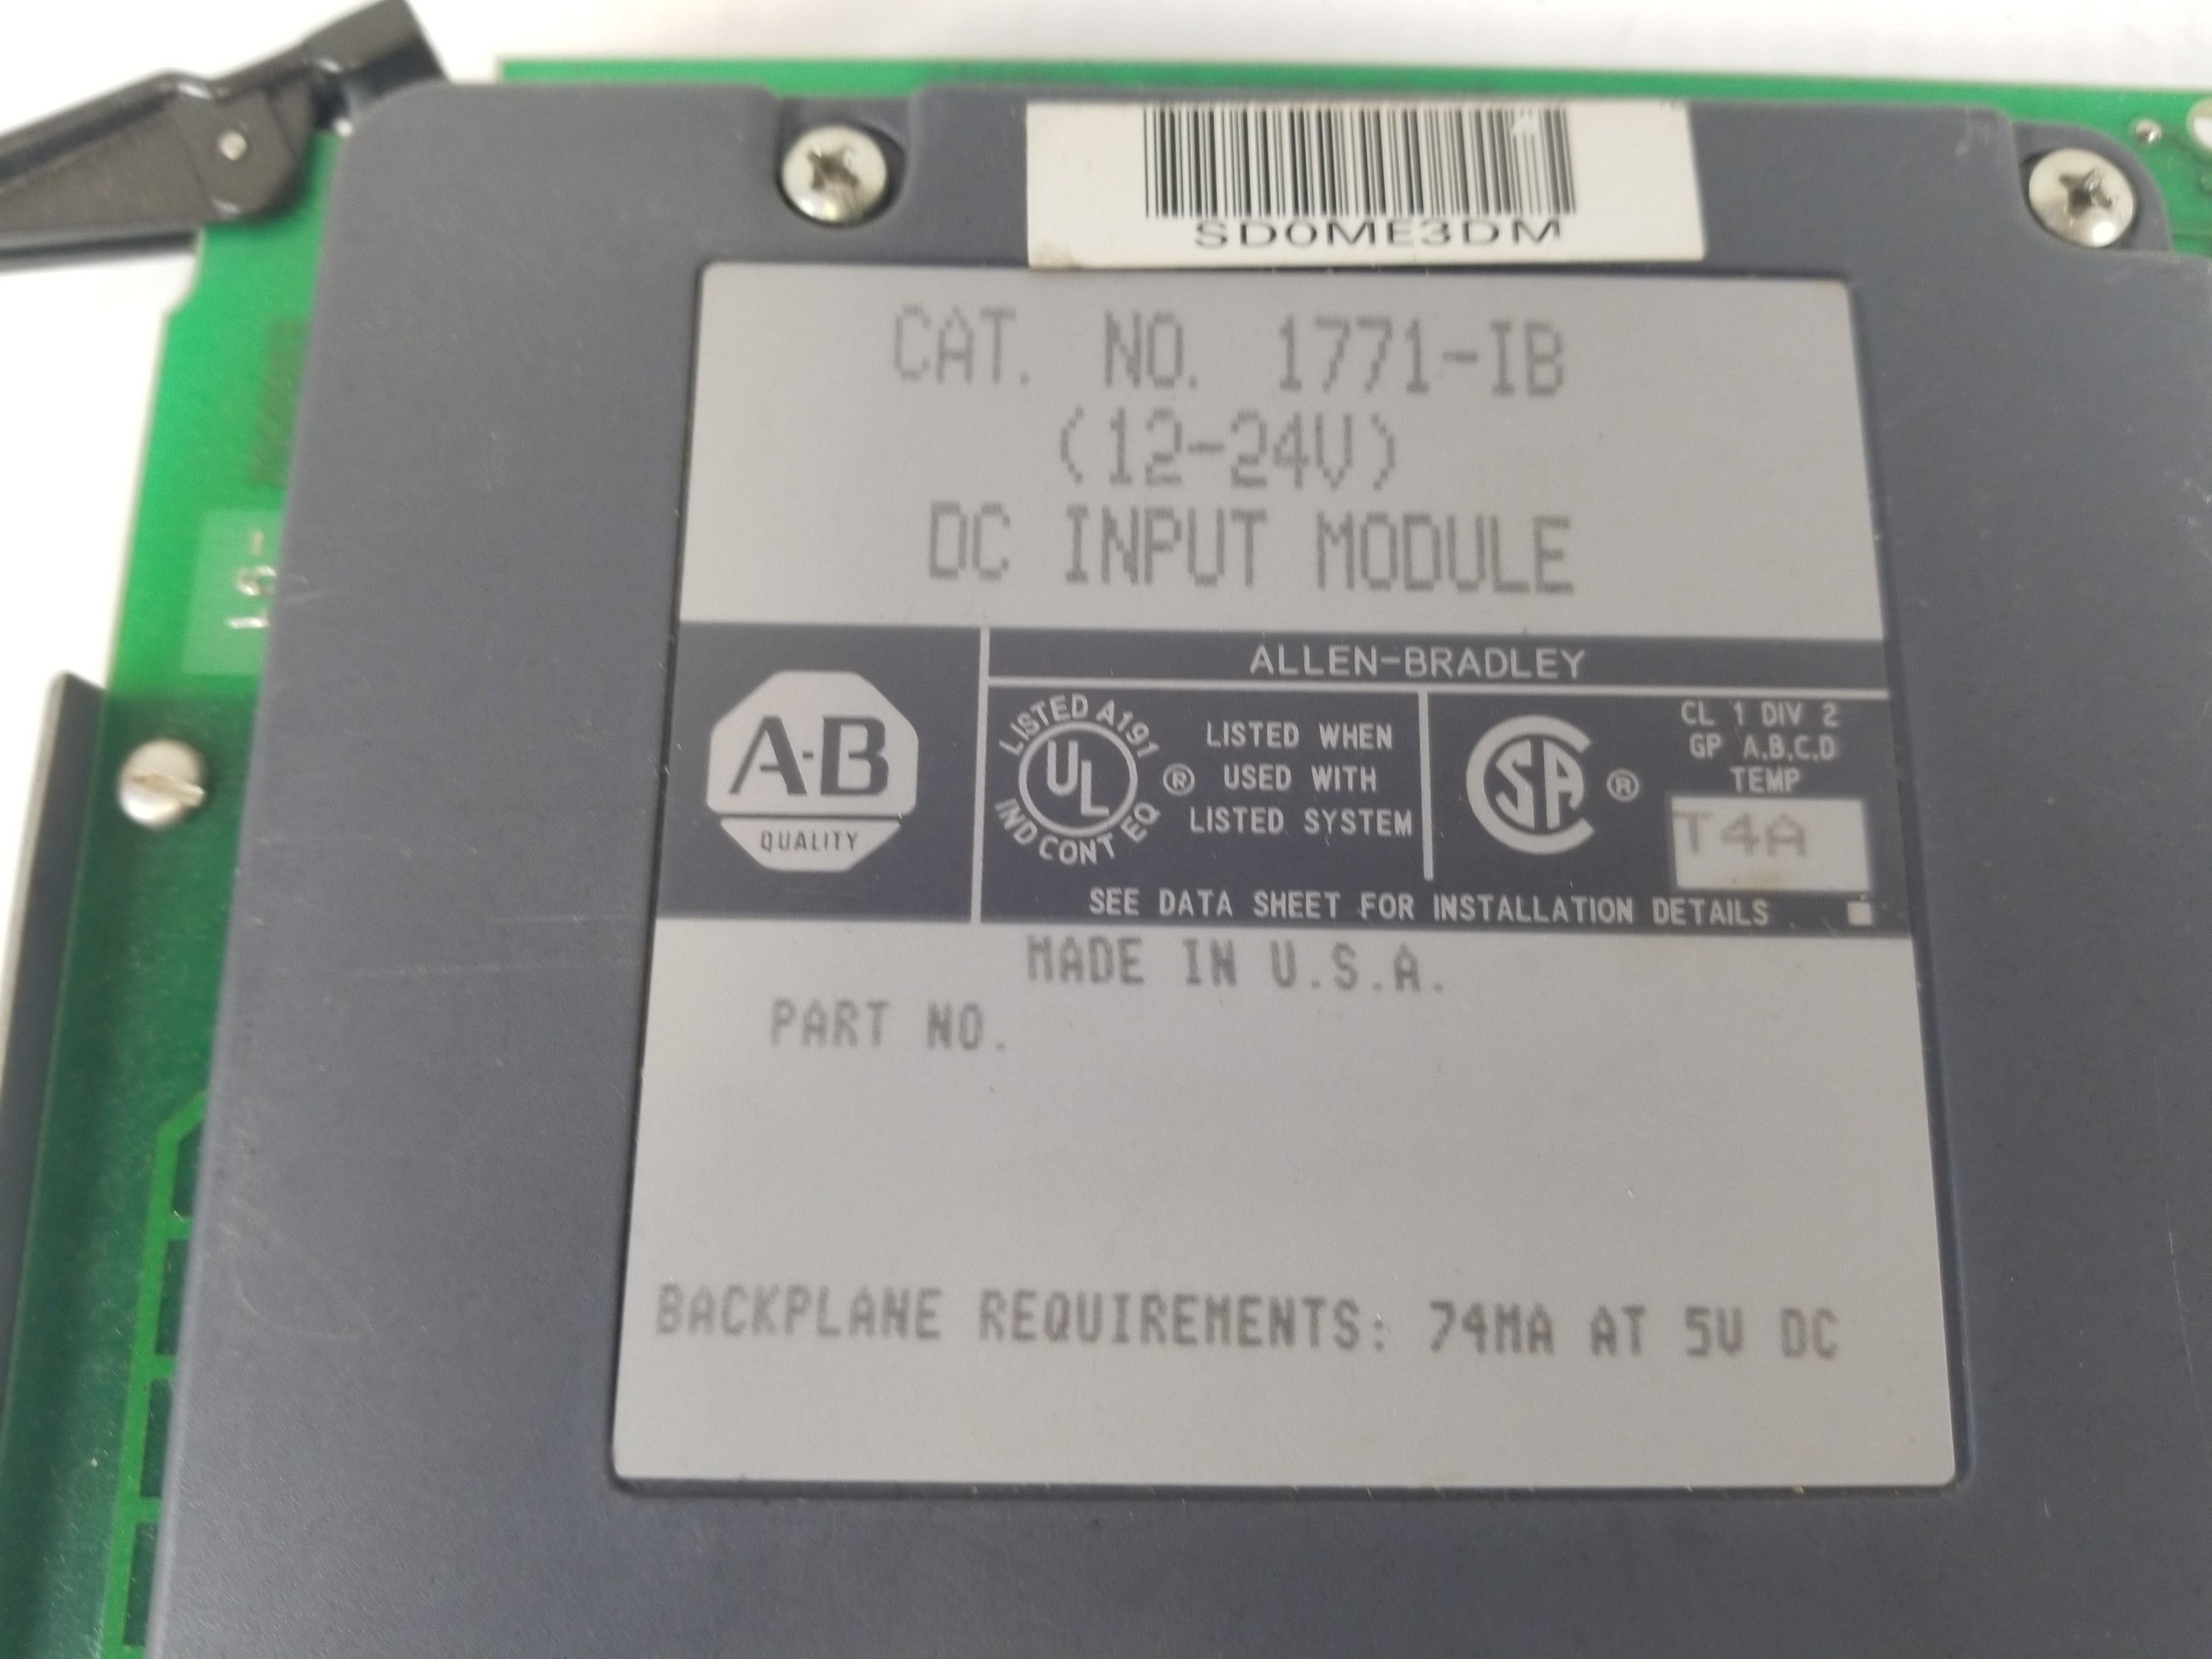 SD0ME3DM
CAT. NO. 1771-IB
(12-24V)
DC INPUT MODULE
ALLEN-BRADLEY
A-B
QUALITY
LISTED A191
UL
IND CONT EQ
®
LISTED WHEN
USED WITH
LISTED SYSTEM
CSA
®
CL 1 DIV 2
GP A,B,C,D
TEMP
T4A
SEE DATA SHEET FOR INSTALLATION DETAILS
MADE IN U.S.A.
PART NO.
BACKPLANE REQUIREMENTS: 74MA AT 5V DC